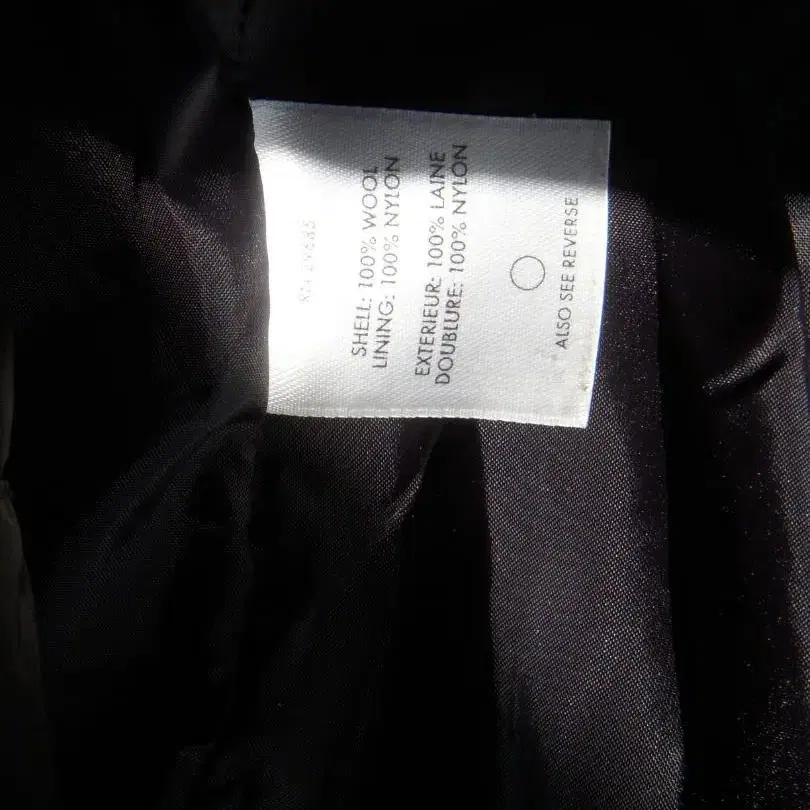 SHELL: 100% WOOL
LINING: 100% NYLON
EXTERIEUR: 100% LAINE
DOUBLURE: 100% NYLON
ALSO SEE REVERSE